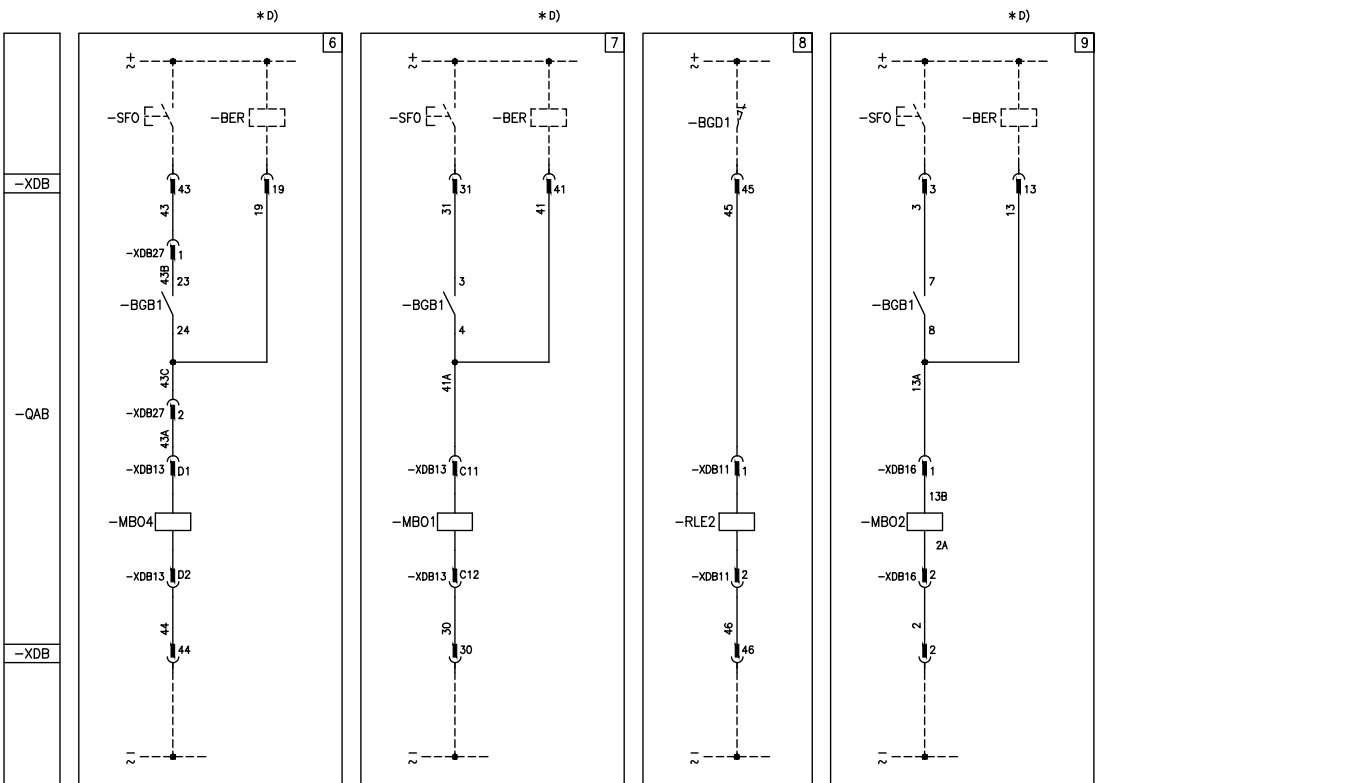 *D) *D) *D)
6 7 8 9
+
~ +
~ +
~ +
~
-SFO -BER -SFO -BER -BGD1 -SFO -BER
-XDB 43 19 31 41 45 3 13
43 19 31 41 45 3 13
-XDB27 1
43B 23 3 7
-BGB1 -BGB1 -BGB1
24 4 8
43C 41A 13A
-QAB -XDB27 2
43A
-XDB13 D1 -XDB13 C11 -XDB11 1 -XDB16 1
13B
-MBO4 -MBO1 -RLE2 -MBO2
2A
-XDB13 D2 -XDB13 C12 -XDB11 2 -XDB16 2
44 30 46 2
-XDB 44 30 46 2
-
~ -
~ -
~ -
~